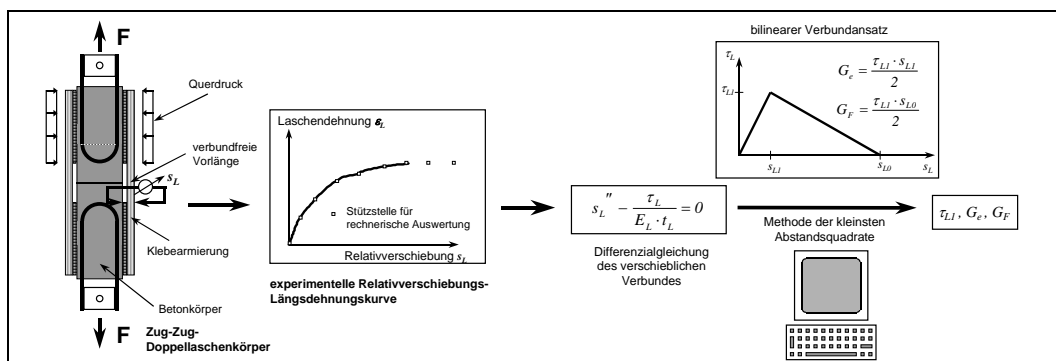 F
Querdruck
verbundfreie
Vorlänge
s_L
Klebearmierung
Betonkörper
F
Zug-Zug-
Doppellaschenkörper
Laschendehnung ε_L
Stützstelle für
rechnerische Auswertung
Relativverschiebung s_L
experimentelle Relativverschiebungs-
Längsdehnungskurve
s_L'' - τ_L / (E_L · t_L) = 0
Differenzialgleichung
des verschieblichen
Verbundes
bilinearer Verbundansatz
τ_L
τ_L1
G_e = τ_L1 · s_L1 / 2
G_F = τ_L1 · s_L0 / 2
s_L1
s_L0
s_L
Methode der kleinsten
Abstandsquadrate
τ_L1, G_e, G_F